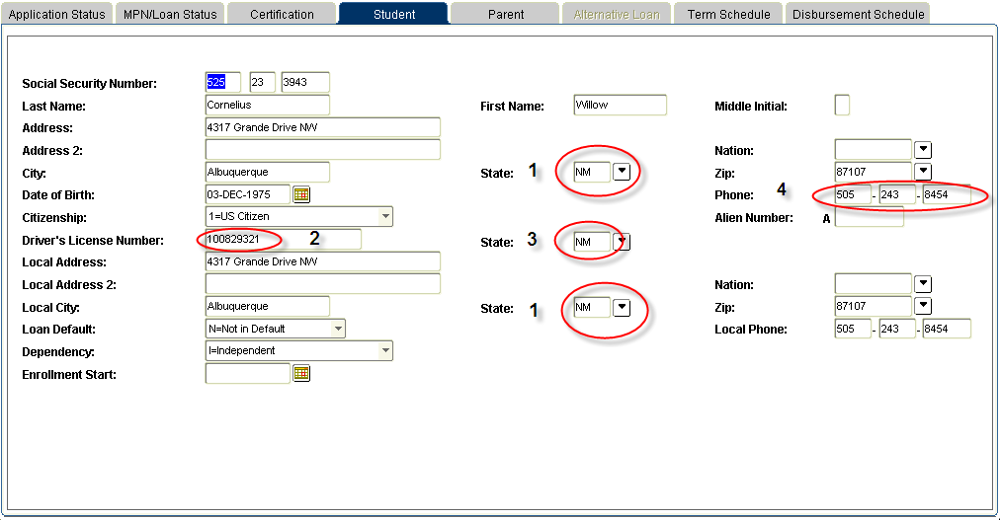 Application Status MPN/Loan Status Certification Student Parent Alternative Loan Term Schedule Disbursement Schedule
Social Security Number: 525 23 3943
Last Name: Cornelius First Name: Willow Middle Initial:
Address: 4317 Grande Drive NW
Address 2: Nation:
City: Albuquerque State: 1 NM Zip: 87107
Date of Birth: 03-DEC-1975 Phone: 4 505 - 243 - 8454
Citizenship: 1=US Citizen Alien Number: A
Driver's License Number: 100829321 2 State: 3 NM
Local Address: 4317 Grande Drive NW
Local Address 2: Nation:
Local City: Albuquerque State: 1 NM Zip: 87107
Loan Default: N=Not in Default Local Phone: 505 - 243 - 8454
Dependency: I=Independent
Enrollment Start: